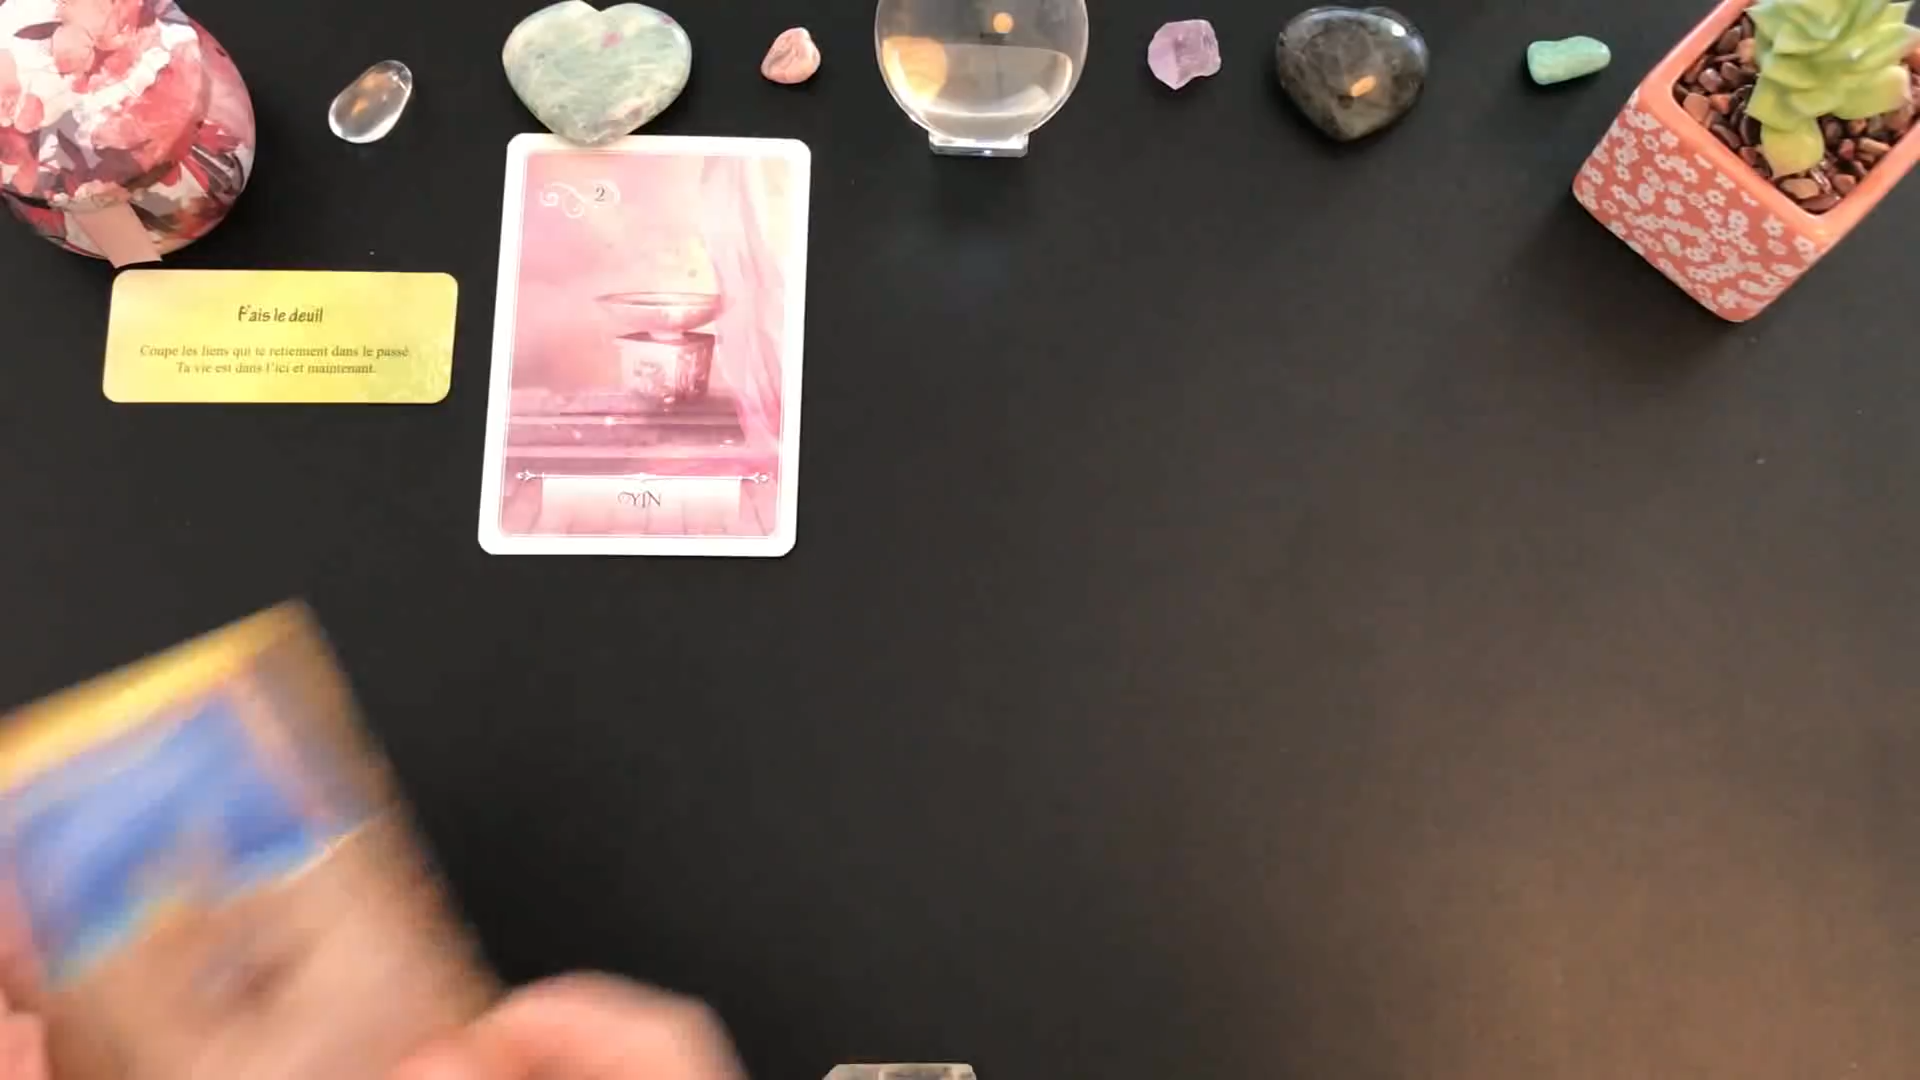 Fais le deuil
Coupe les liens qui te retiennent dans le passé
Ta vie est dans l'ici et maintenant.
2
YIN